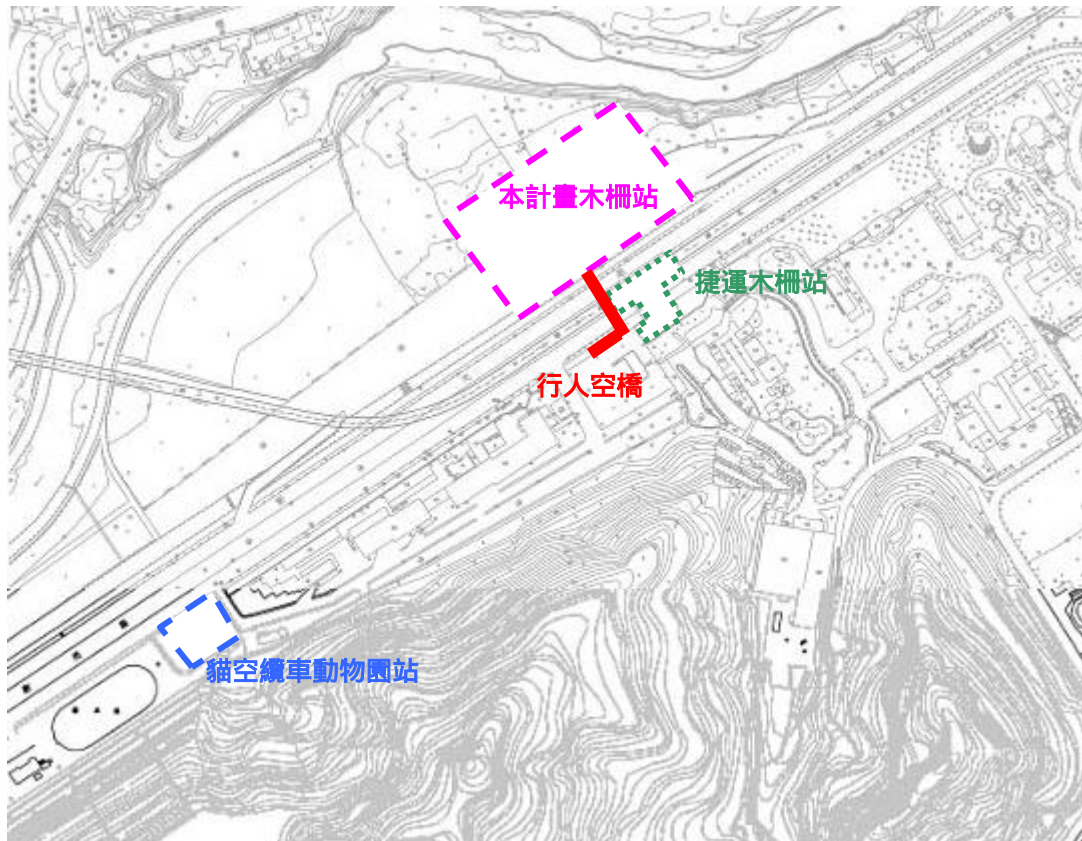 本計畫木柵站
捷運木柵站
行人空橋
貓空纜車動物園站